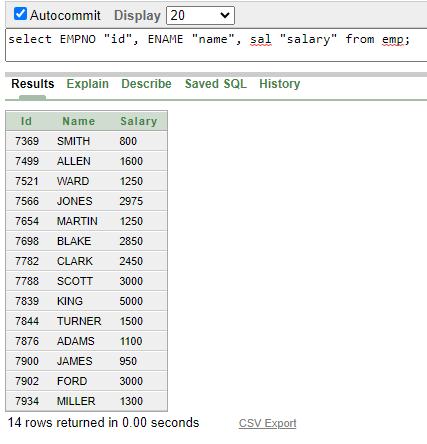 Autocommit Display 20
select EMPNO "id", ENAME "name", sal "salary" from emp;
Results Explain Describe Saved SQL History
Id Name Salary
7369 SMITH 800
7499 ALLEN 1600
7521 WARD 1250
7566 JONES 2975
7654 MARTIN 1250
7698 BLAKE 2850
7782 CLARK 2450
7788 SCOTT 3000
7839 KING 5000
7844 TURNER 1500
7876 ADAMS 1100
7900 JAMES 950
7902 FORD 3000
7934 MILLER 1300
14 rows returned in 0.00 seconds CSV Export